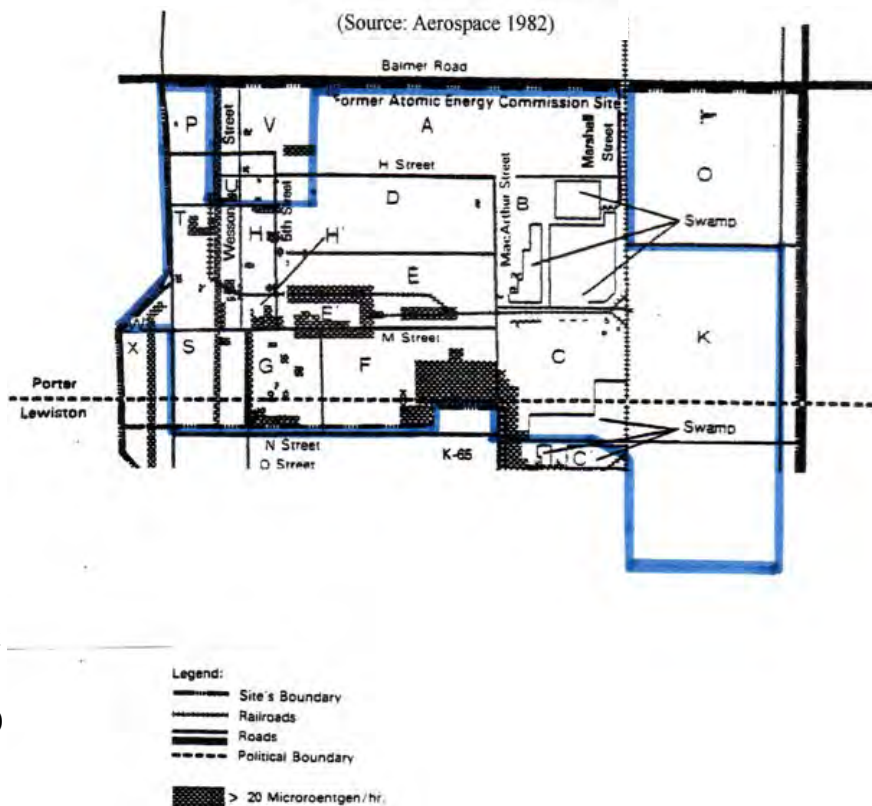 (Source: Aerospace 1982)
Balmer Road
Former Atomic Energy Commission Site
P
Street
V
A
Marshall
Street
O
H Street
MacArthur Street
U
D
B
Swamp
T
Wesson
5th Street
H
H'
E
E'
M Street
K
X
S
G
F
C
Porter
Lewiston
Swamp
N Street
K-65
C'
O Street
Legend:
Site's Boundary
Railroads
Roads
Political Boundary
> 20 Microroentgen/hr.